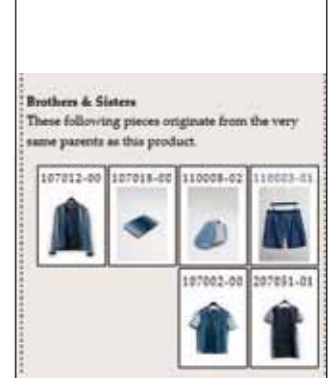 Brothers & Sisters
These following pieces originate from the very
same parents as this product.
107012-00 107018-00 110008-02 110003-01
107002-00 207051-01